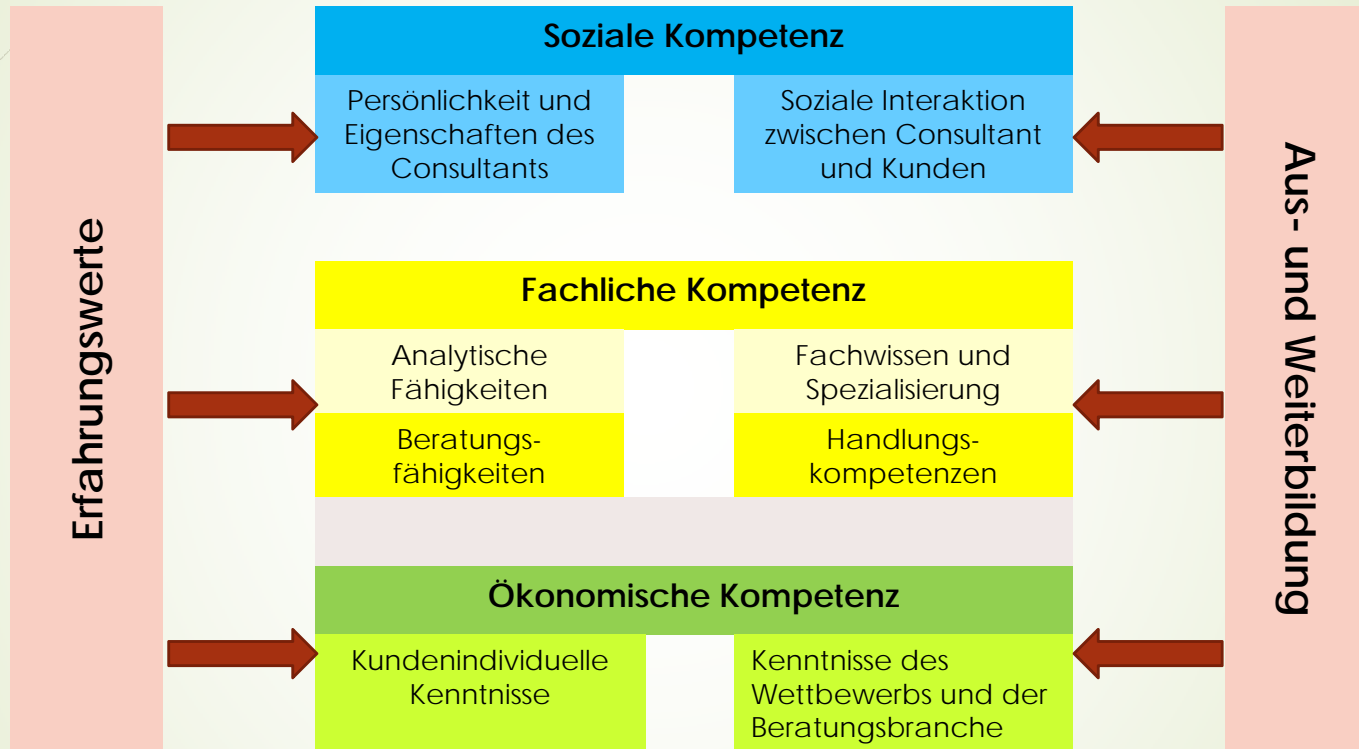 Erfahrungswerte
Soziale Kompetenz
Persönlichkeit und
Eigenschaften des
Consultants
Soziale Interaktion
zwischen Consultant
und Kunden
Fachliche Kompetenz
Analytische
Fähigkeiten
Fachwissen und
Spezialisierung
Beratungs-
fähigkeiten
Handlungs-
kompetenzen
Ökonomische Kompetenz
Kundenindividuelle
Kenntnisse
Kenntnisse des
Wettbewerbs und der
Beratungsbranche
Aus- und Weiterbildung